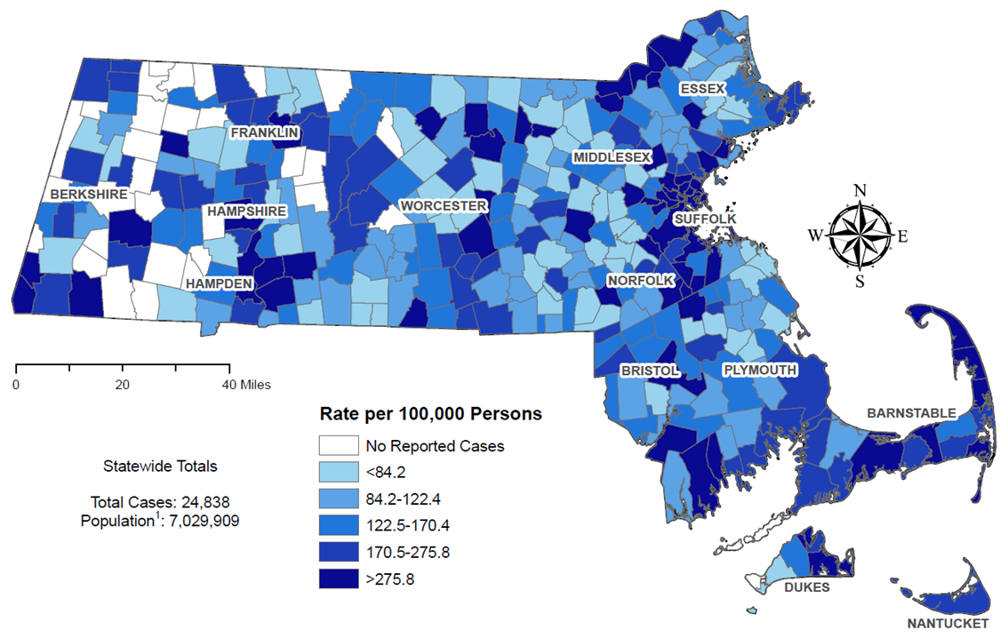 ESSEX
FRANKLIN
MIDDLESEX
BERKSHIRE
WORCESTER
HAMPSHIRE
SUFFOLK
N
W E
S
HAMPDEN
NORFOLK
BRISTOL
PLYMOUTH
0 20 40 Miles
BARNSTABLE
Rate per 100,000 Persons
No Reported Cases
<84.2
84.2-122.4
122.5-170.4
170.5-275.8
>275.8
Statewide Totals
Total Cases: 24,838
Population1: 7,029,909
DUKES
NANTUCKET